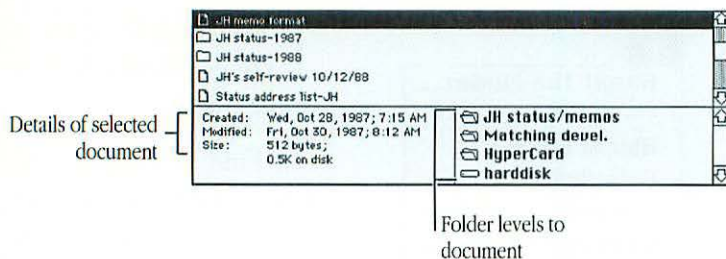 JH memo format
JH status-1987
JH status-1988
JH's self-review 10/12/88
Status address list-JH
Details of selected
document
Created: Wed, Oct 28, 1987; 7:15 AM
Modified: Fri, Oct 30, 1987; 8:12 AM
Size: 512 bytes;
0.5K on disk
JH status/memos
Matching devel.
HyperCard
harddisk
Folder levels to
document